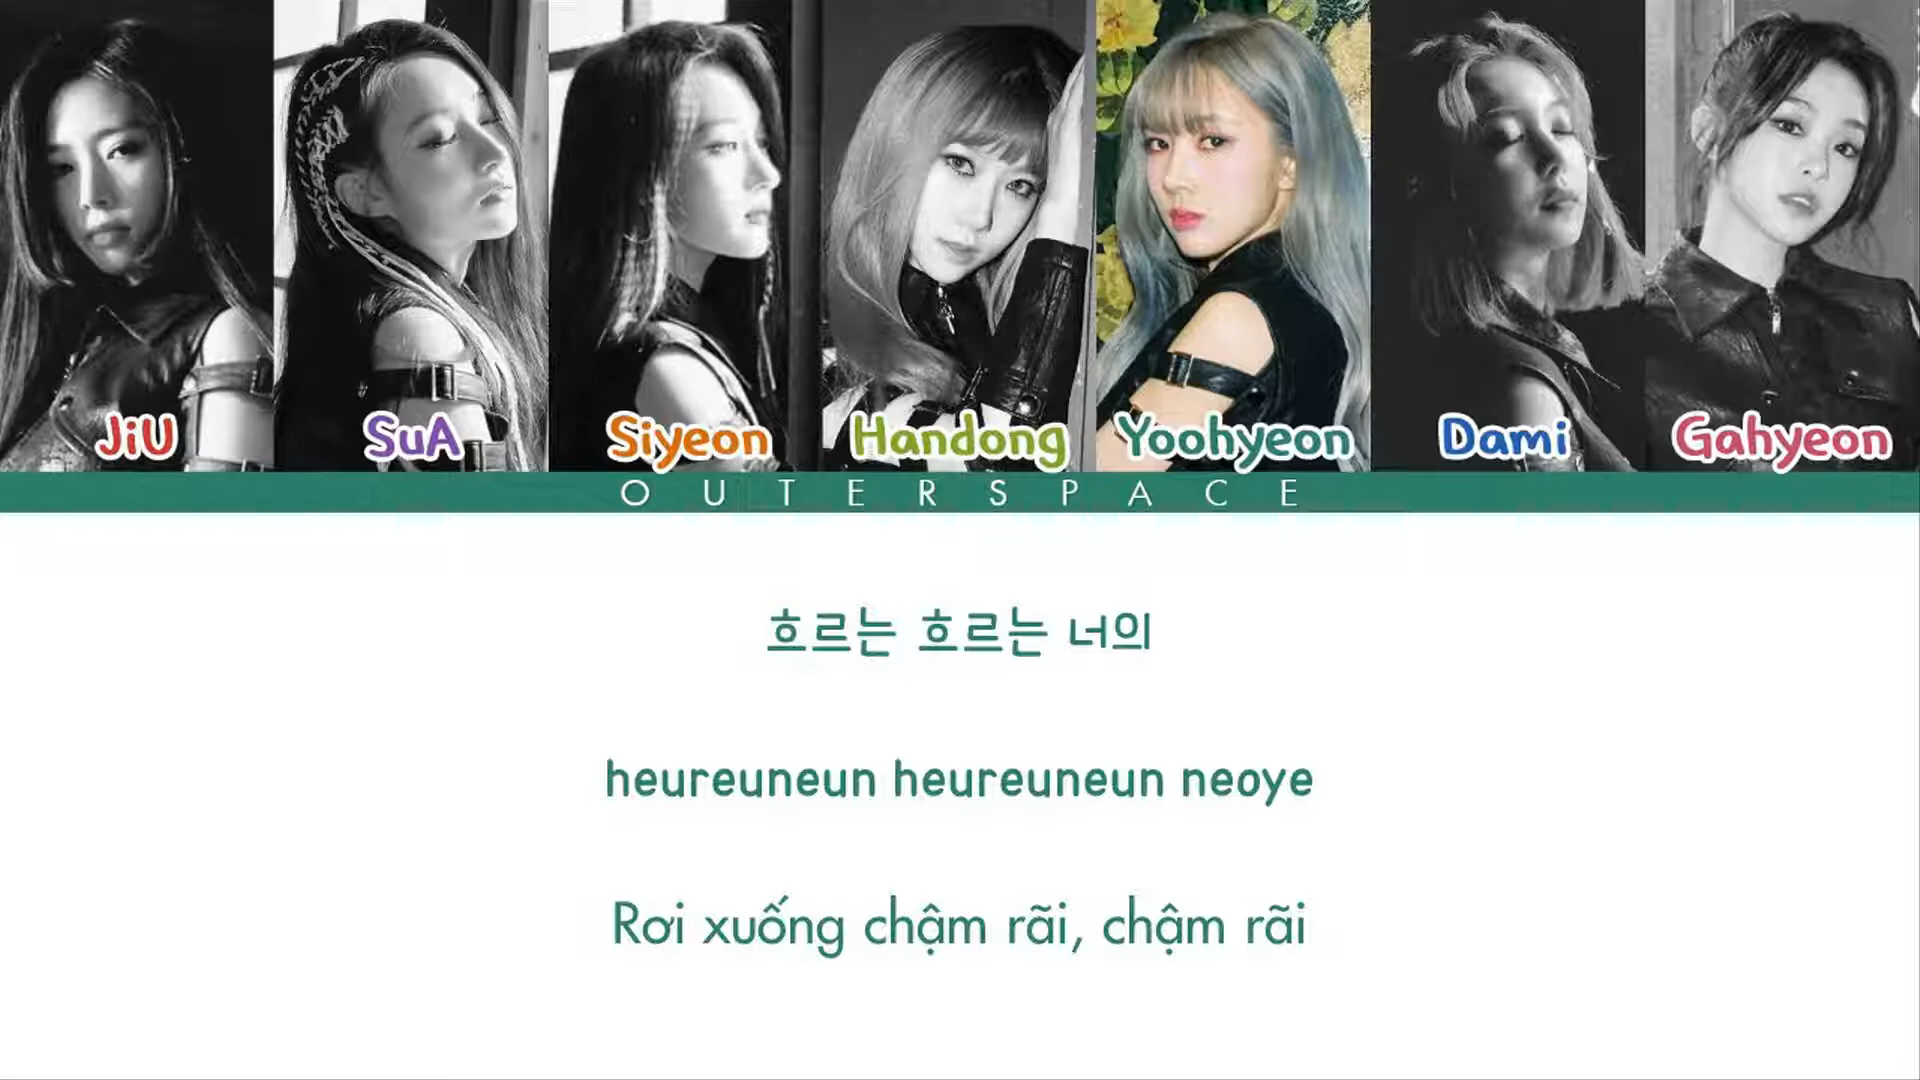 JiU SuA Siyeon Handong Yoohyeon Dami Gahyeon
OUTERSPACE
흐르는 흐르는 너의
heureuneun heureuneun neoye
Rơi xuống chậm rãi, chậm rãi